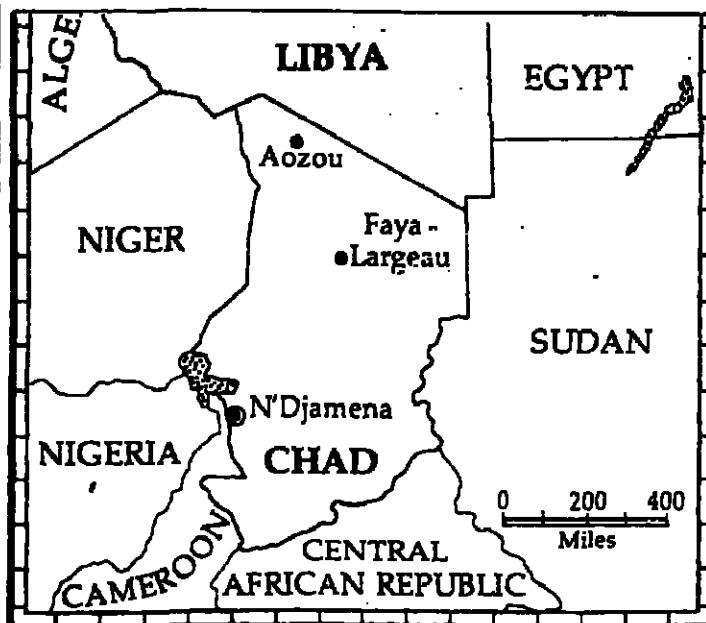 ALGE
LIBYA
EGYPT
Aozou
NIGER
Faya -
Largeau
SUDAN
N'Djamena
NIGERIA
CHAD
0 200 400
Miles
CAMEROON
CENTRAL
AFRICAN REPUBLIC